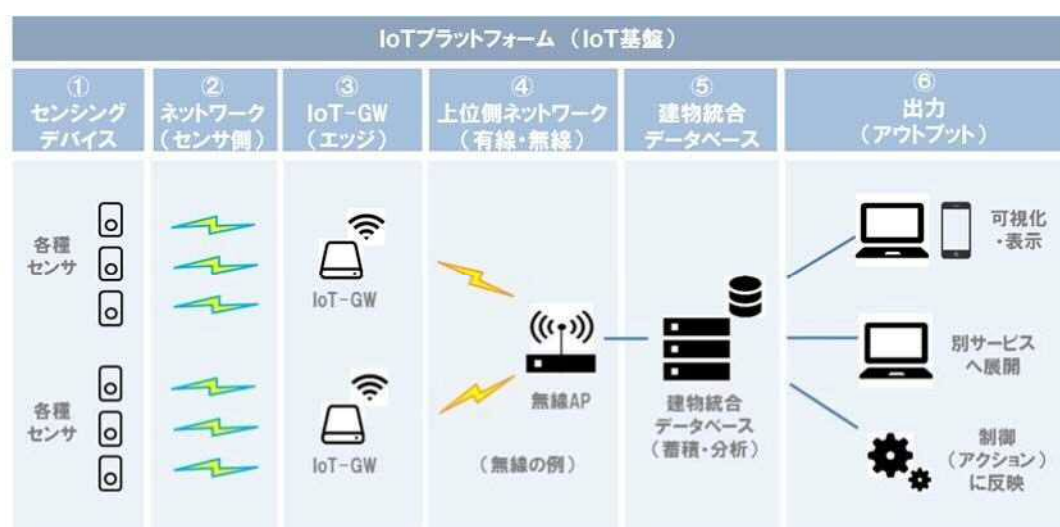 IoTプラットフォーム（IoT基盤）
①
センシング
デバイス
②
ネットワーク
（センサ側）
③
IoT-GW
（エッジ）
④
上位側ネットワーク
（有線・無線）
⑤
建物統合
データベース
⑥
出力
（アウトプット）
各種
センサ
IoT-GW
各種
センサ
IoT-GW
無線AP
（無線の例）
建物統合
データベース
（蓄積・分析）
可視化
・表示
別サービス
へ展開
制御
（アクション）
に反映